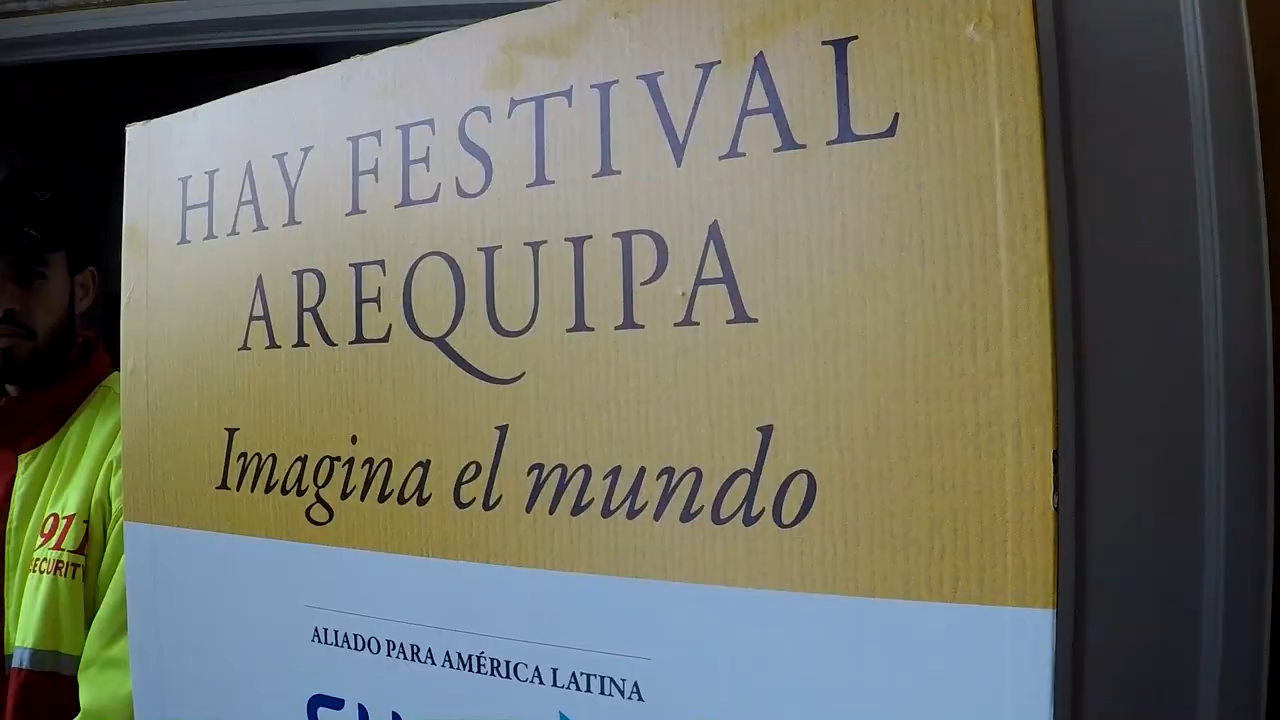 HAY FESTIVAL
AREQUIPA
Imagina el mundo
ALIADO PARA AMÉRICA LATINA
911
SECURITY